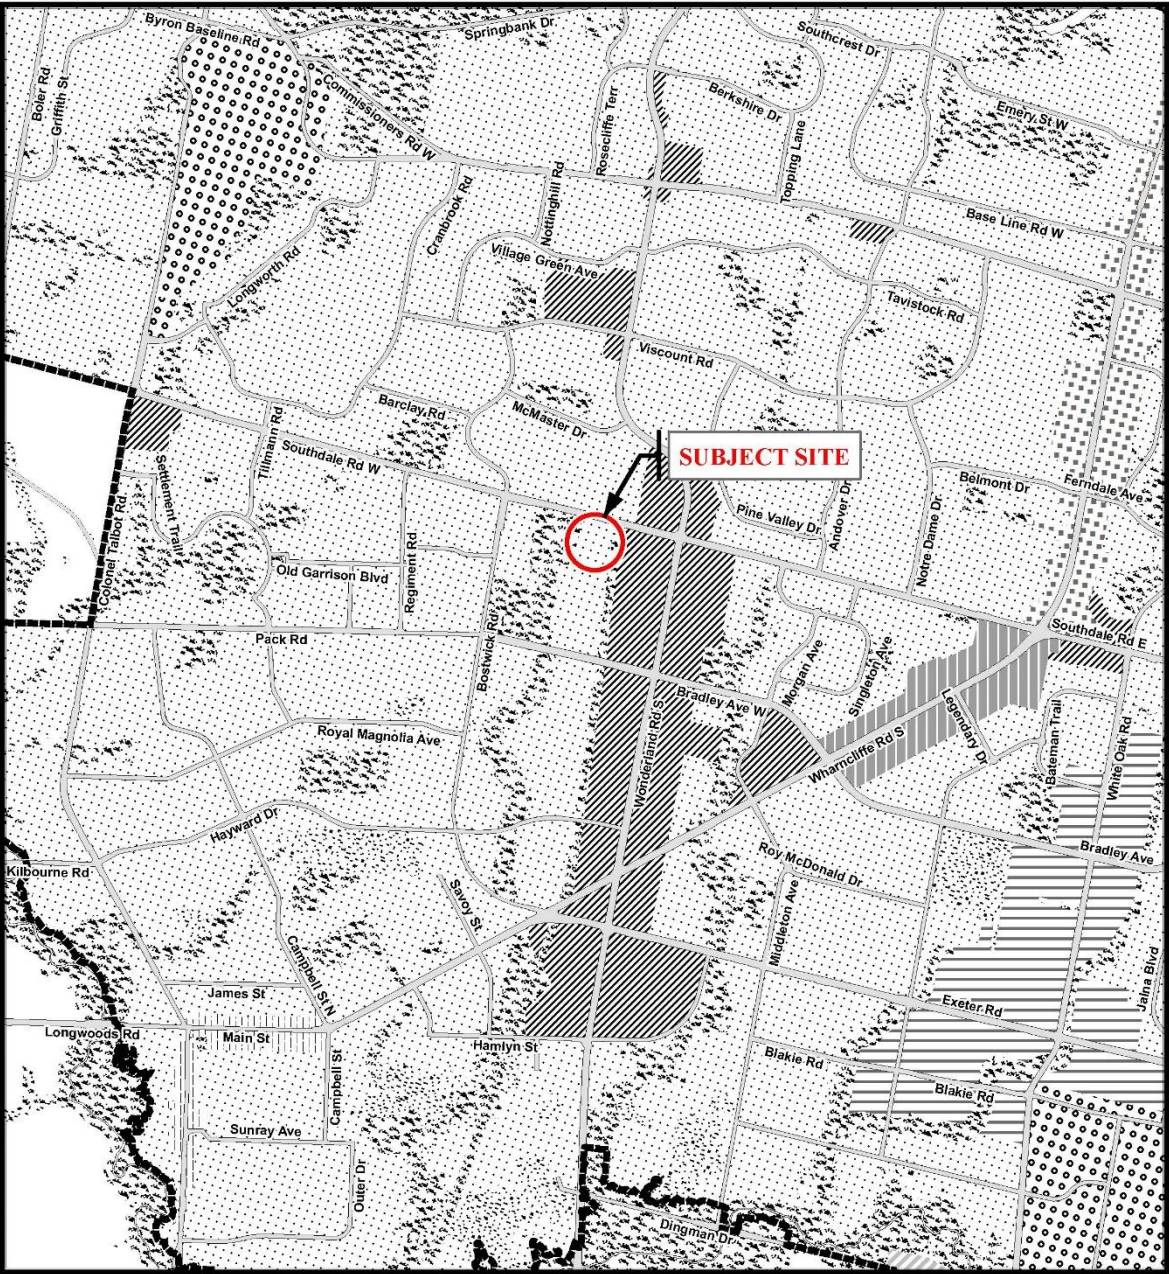 Byron Baseline Rd
Springbank Dr
Southcrest Dr
Boler Rd
Griffith St
Commissioners Rd W
Rosecliffe Terr
Berkshire Dr
Emery St W
Topping Lane
Nottinghill Rd
Cranbrook Rd
Base Line Rd W
Village Green Ave
Longworth Rd
Tavistock Rd
Viscount Rd
Barclay Rd
McMaster Dr
Tillmann Rd
Southdale Rd W
SUBJECT SITE
Settlement Trail
Colonel Talbot Rd
Belmont Dr
Ferndale Ave
Pine Valley Dr
Andover Dr
Notre Dame Dr
Regiment Rd
Old Garrison Blvd
Pack Rd
Bostwick Rd
Southdale Rd E
Morgan Ave
Singleton Ave
Bradley Ave W
Legendary Dr
Royal Magnolia Ave
Wonderland Rd S
Wharncliffe Rd S
Bateman Trail
White Oak Rd
Hayward Dr
Bradley Ave
Kilbourne Rd
Roy McDonald Dr
Savoy St
Middleton Ave
Campbell St N
James St
Exeter Rd
Jalna Blvd
Longwoods Rd
Main St
Hamlyn St
Blakie Rd
Campbell St
Blakie Rd
Sunray Ave
Outer Dr
Dingman Dr